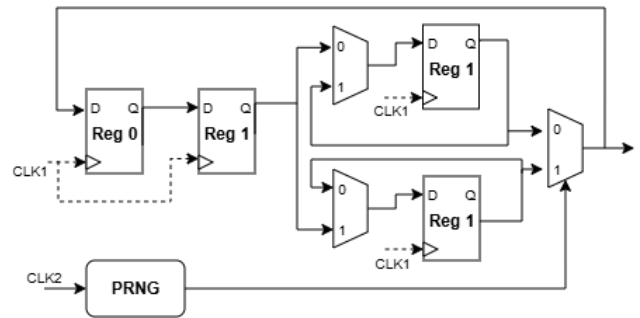 0
D Q
Reg 1
1
CLK1
D Q
Reg 0
D Q
Reg 1
0
1
CLK1
0
1
D Q
Reg 1
CLK1
CLK2
PRNG